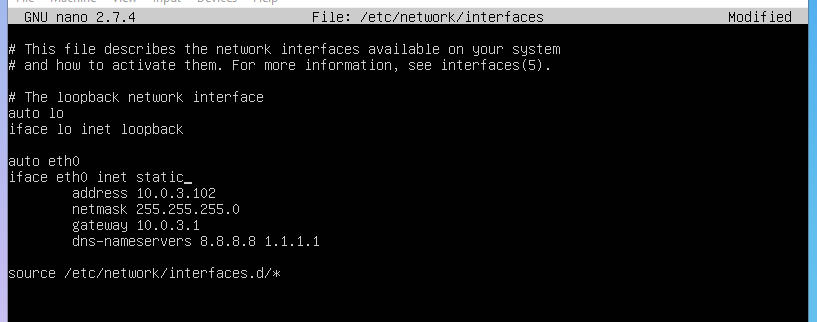 File Machine View Input Devices Help
GNU nano 2.7.4 File: /etc/network/interfaces Modified
# This file describes the network interfaces available on your system
# and how to activate them. For more information, see interfaces(5).
# The loopback network interface
auto lo
iface lo inet loopback
auto eth0
iface eth0 inet static_
address 10.0.3.102
netmask 255.255.255.0
gateway 10.0.3.1
dns-nameservers 8.8.8.8 1.1.1.1
source /etc/network/interfaces.d/*